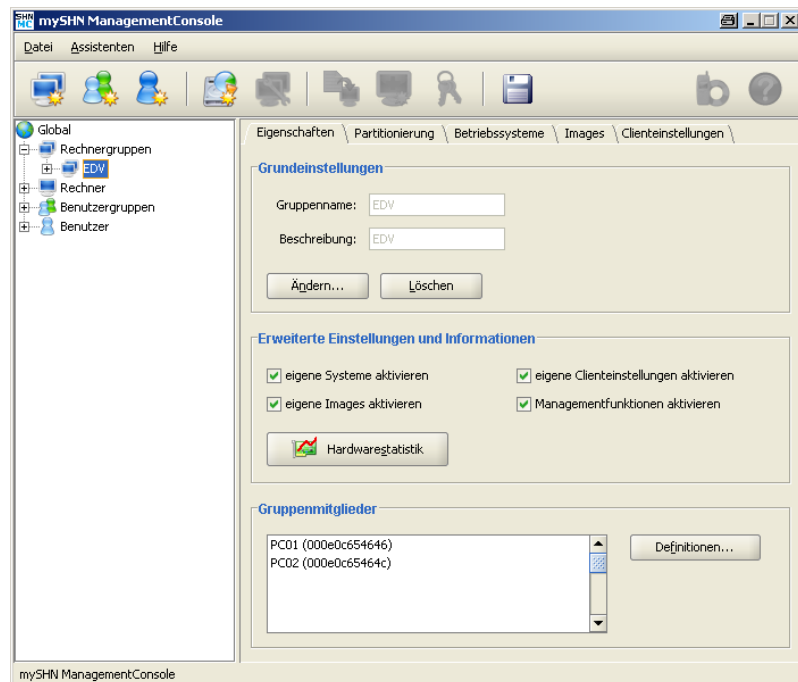 SHN MC mySHN ManagementConsole
Datei Assistenten Hilfe
Global
Rechnergruppen
EDV
Rechner
Benutzergruppen
Benutzer
Eigenschaften Partitionierung Betriebssysteme Images Clienteinstellungen
Grundeinstellungen
Gruppenname: EDV
Beschreibung: EDV
Ändern... Löschen
Erweiterte Einstellungen und Informationen
eigene Systeme aktivieren eigene Clienteinstellungen aktivieren
eigene Images aktivieren Managementfunktionen aktivieren
Hardwarestatistik
Gruppenmitglieder
PC01 (000e0c654646)
PC02 (000e0c65464c)
Definitionen...
mySHN ManagementConsole